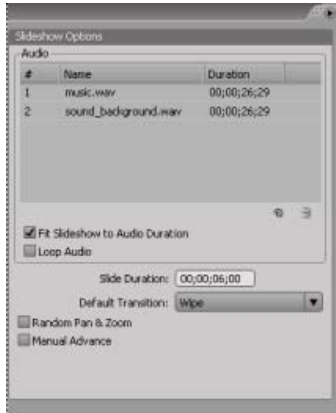 Slideshow Options
Audio
# Name Duration
1 music.wav 00;00;26;29
2 sound_background.wav 00;00;26;29
Fit Slideshow to Audio Duration
Loop Audio
Slide Duration: 00;00;06;00
Default Transition: Wipe
Random Pan & Zoom
Manual Advance